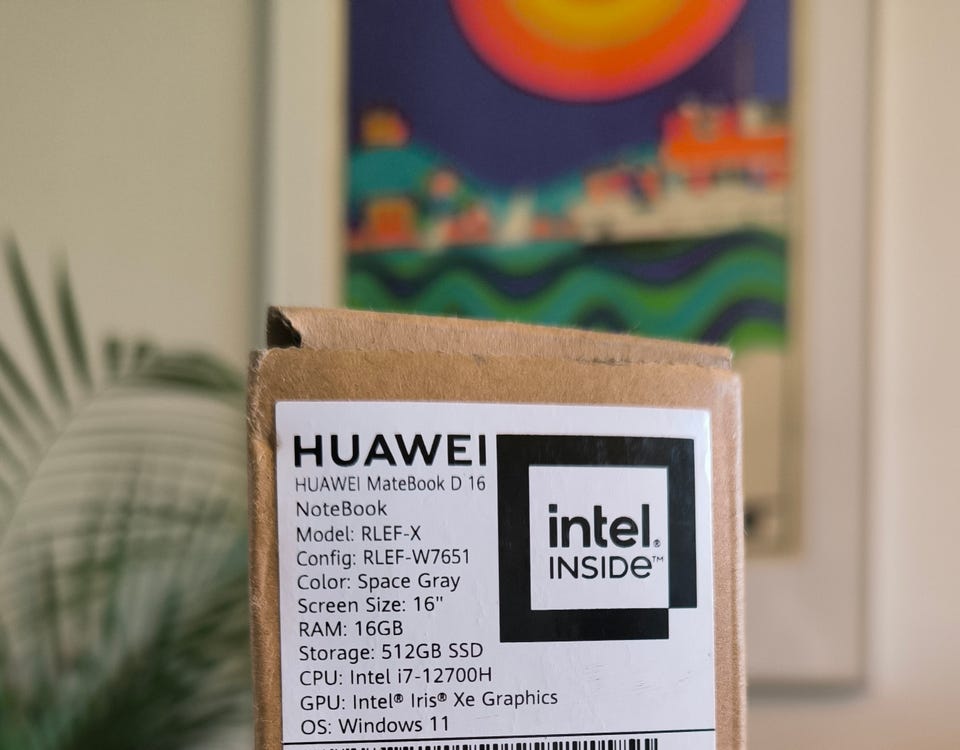 HUAWEI
HUAWEI MateBook D 16
NoteBook
Model: RLEF-X
Config: RLEF-W7651
Color: Space Gray
Screen Size: 16"
RAM: 16GB
Storage: 512GB SSD
CPU: Intel i7-12700H
GPU: Intel® Iris® Xe Graphics
OS: Windows 11
intel®
INSIDe™